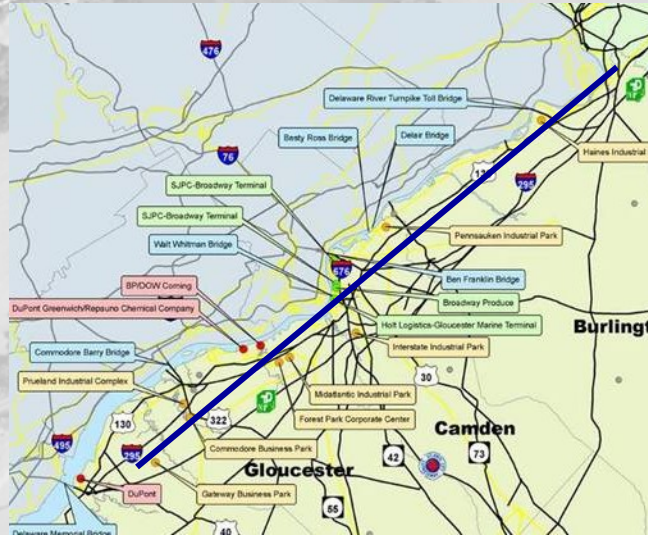 476
Delaware River Turnpike Toll Bridge
Besty Ross Bridge
Delair Bridge
76
Haines Industrial
SJPC-Broadway Terminal
295
SJPC-Broadway Terminal
Pennsauken Industrial Park
Walt Whitman Bridge
676
Ben Franklin Bridge
BP/DOW Corning
Broadway Produce
DuPont Greenwich/Repauno Chemical Company
Holt Logistics-Gloucester Marine Terminal
Burlingt
Commodore Barry Bridge
Interstate Industrial Park
Prueland Industrial Complex
30
Midatlantic Industrial Park
130
322
Forest Park Corporate Center
Camden
495
295
Commodore Business Park
42
73
Gloucester
DuPont
Gateway Business Park
55
Delaware Memorial Bridge
40